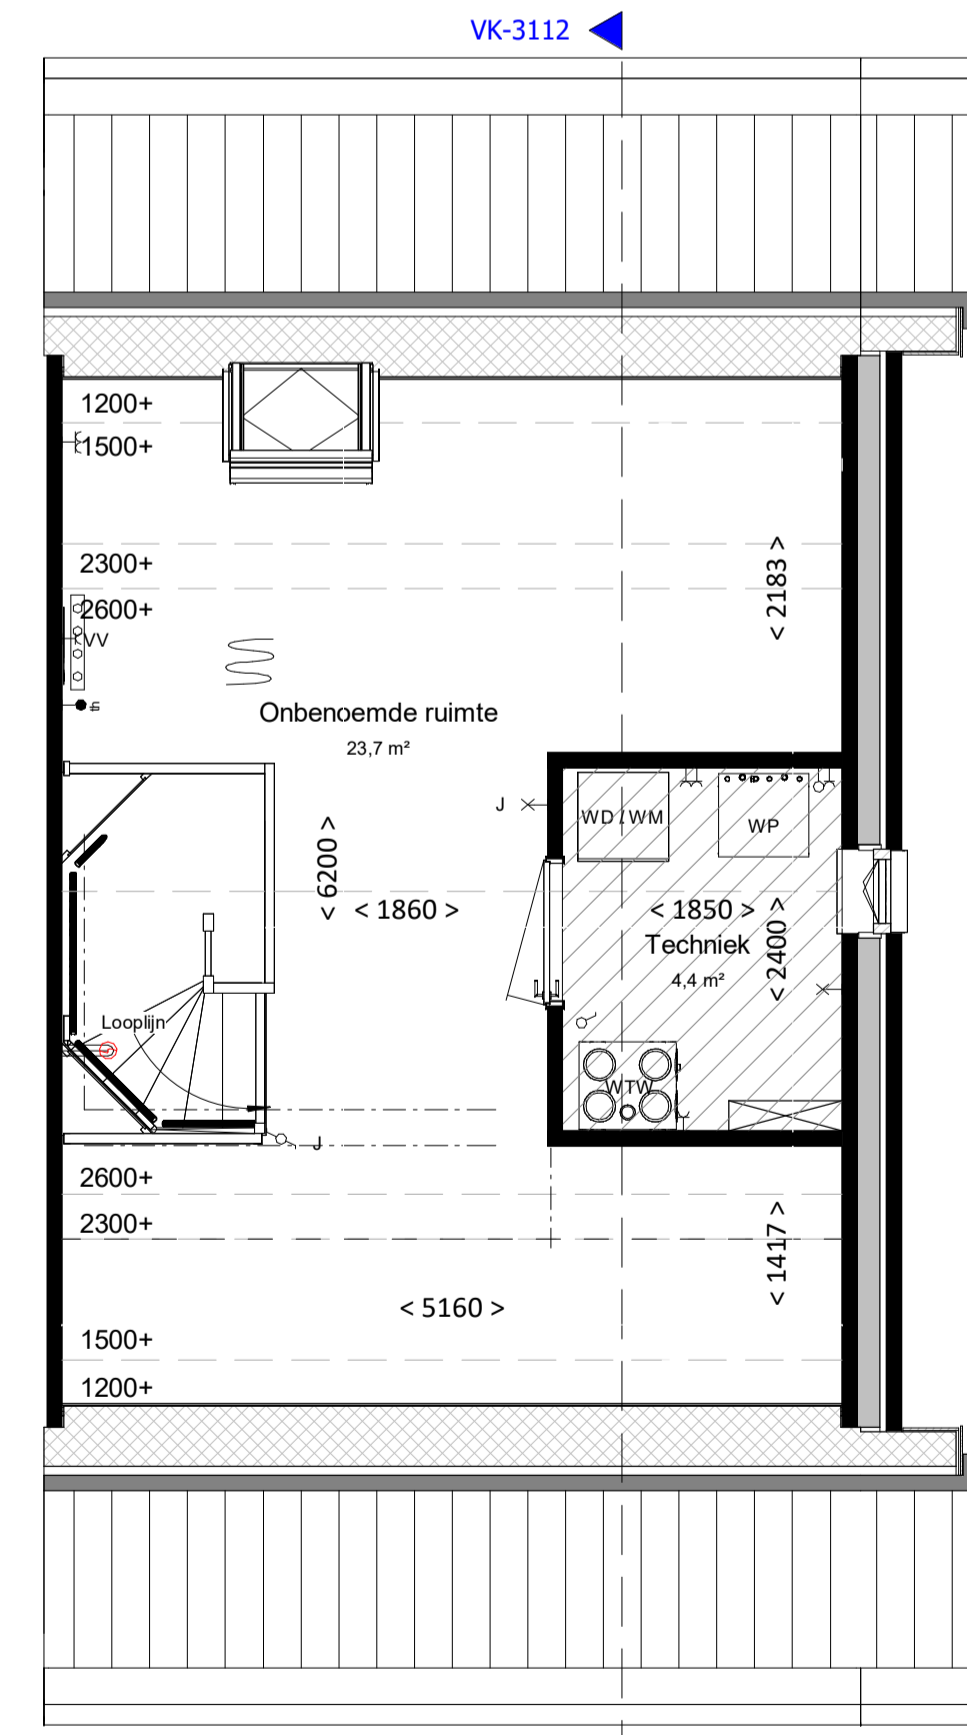 VK-3112
1200+
1500+
2300+
2600+
VV
th
< 2183 >
Onbenoemde ruimte
23,7 m²
J
WD / WM
WP
< 6200 >
< 1860 >
< 1850 >
< 2400 >
Techniek
4,4 m²
Looplijn
WTW
J
2600+
2300+
< 1417 >
< 5160 >
1500+
1200+